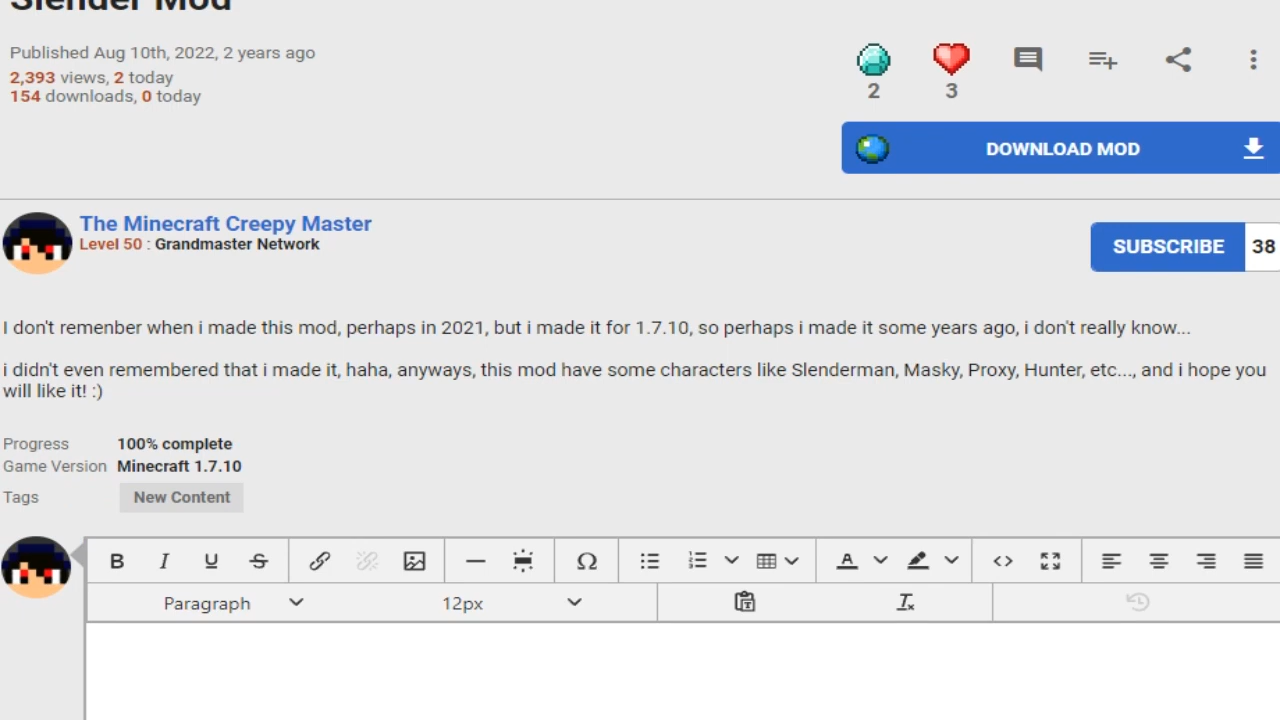 Slender Mod
Published Aug 10th, 2022, 2 years ago
2,393 views, 2 today
154 downloads, 0 today
2
3
DOWNLOAD MOD
The Minecraft Creepy Master
Level 50 : Grandmaster Network
SUBSCRIBE
38
I don't remenber when i made this mod, perhaps in 2021, but i made it for 1.7.10, so perhaps i made it some years ago, i don't really know...
i didn't even remembered that i made it, haha, anyways, this mod have some characters like Slenderman, Masky, Proxy, Hunter, etc..., and i hope you
will like it! :)
Progress 100% complete
Game Version Minecraft 1.7.10
Tags New Content
B I U S Ω A
Paragraph 12px